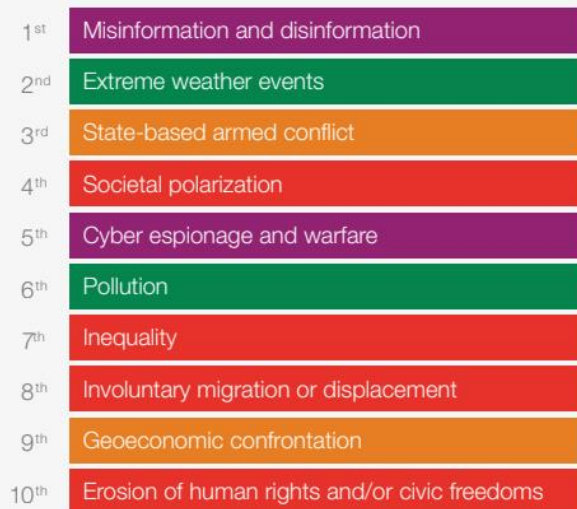 1st Misinformation and disinformation
2nd Extreme weather events
3rd State-based armed conflict
4th Societal polarization
5th Cyber espionage and warfare
6th Pollution
7th Inequality
8th Involuntary migration or displacement
9th Geoeconomic confrontation
10th Erosion of human rights and/or civic freedoms